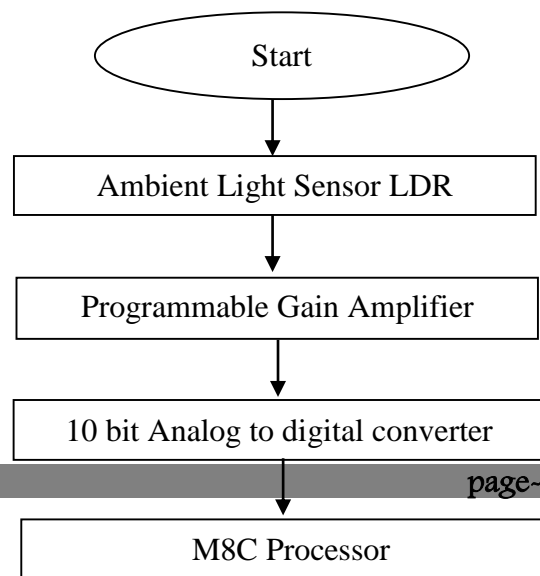 Start
Ambient Light Sensor LDR
Programmable Gain Amplifier
10 bit Analog to digital converter
page~
M8C Processor